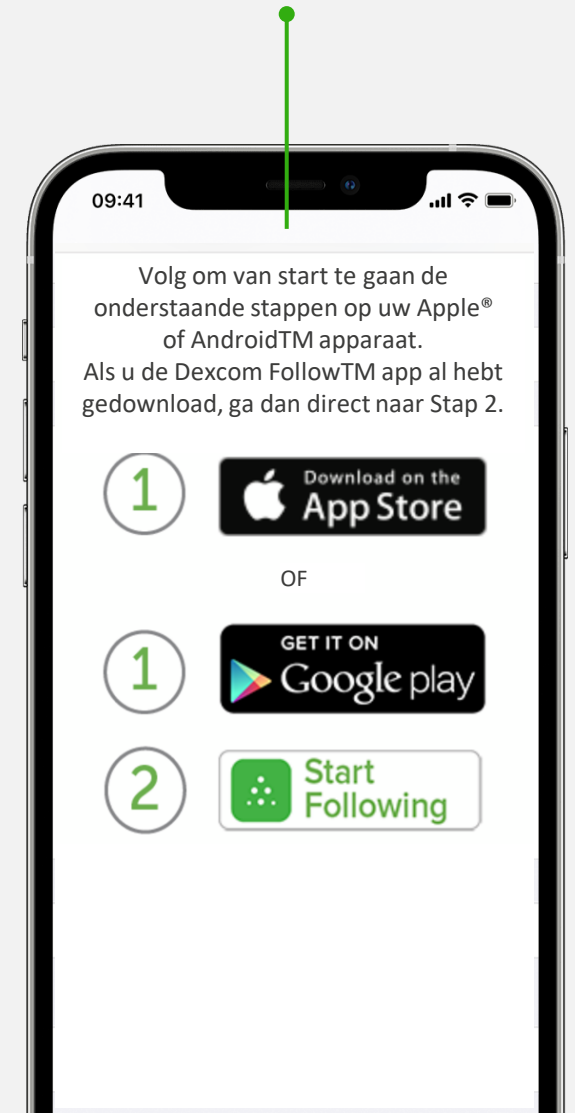 09:41
Volg om van start te gaan de
onderstaande stappen op uw Apple®
of AndroidTM apparaat.
Als u de Dexcom FollowTM app al hebt
gedownload, ga dan direct naar Stap 2.
1
Download on the
App Store
OF
1
GET IT ON
Google play
2
Start
Following